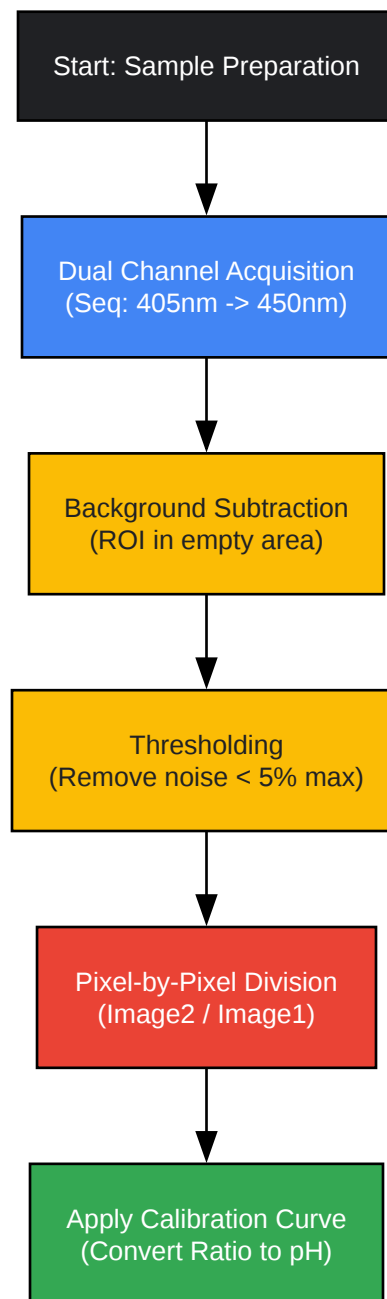 Start: Sample Preparation
Dual Channel Acquisition
(Seq: 405nm -> 450nm)
Background Subtraction
(ROI in empty area)
Thresholding
(Remove noise < 5% max)
Pixel-by-Pixel Division
(Image2 / Image1)
Apply Calibration Curve
(Convert Ratio to pH)